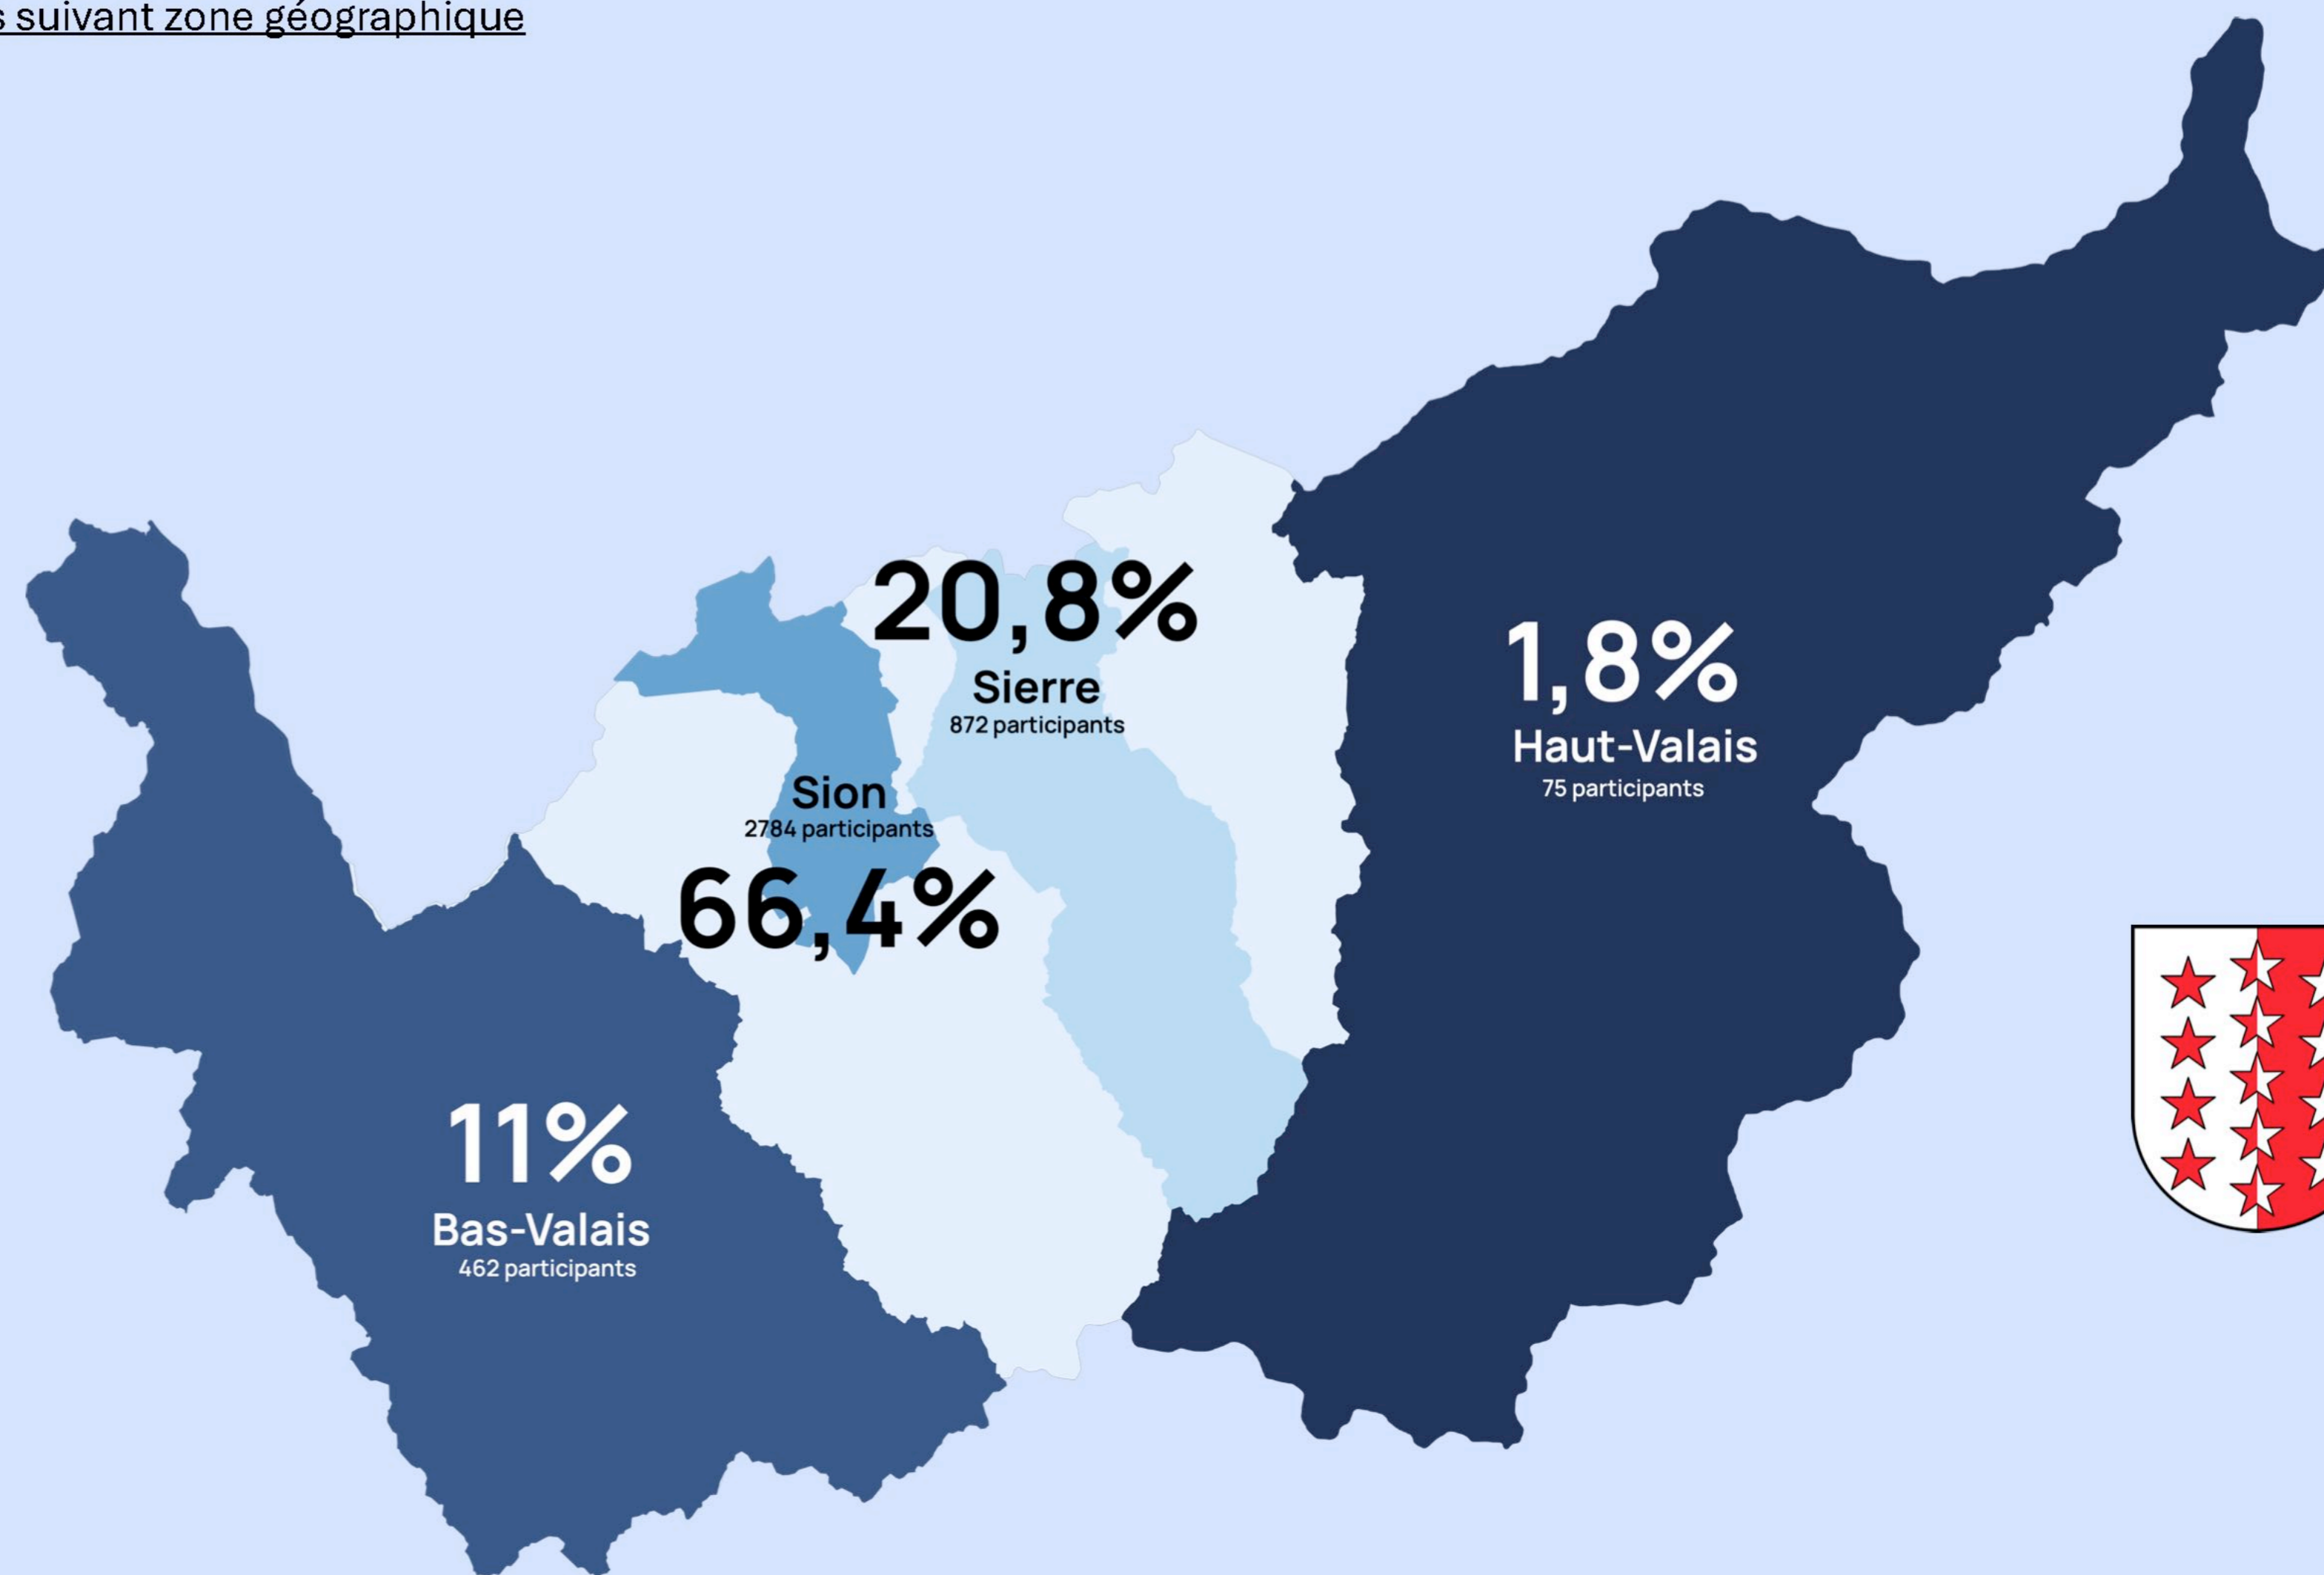 suivant zone géographique
20,8%
Sierre
872 participants
1,8%
Haut-Valais
75 participants
Sion
2784 participants
66,4%
11%
Bas-Valais
462 participants